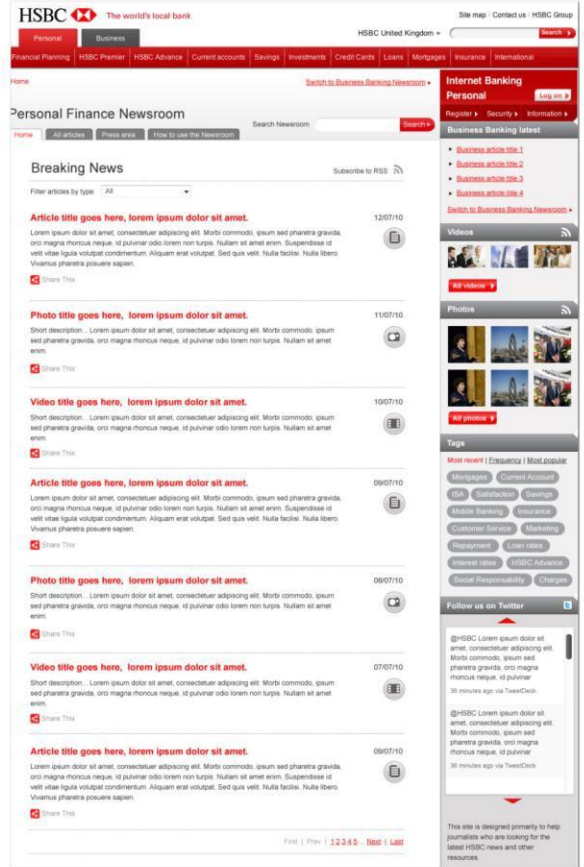 HSBC The world's local bank
Site map | Contact us | HSBC Group
Personal Business
HSBC United Kingdom
Search
Financial Planning HSBC Premier HSBC Advance Current accounts Savings Investments Credit Cards Loans Mortgages Insurance International
Home
Switch to Business Banking Newsroom
Personal Finance Newsroom
Search Newsroom Search
Home All articles Press area How to use the Newsroom
Breaking News
Subscribe to RSS
Filter articles by type: All
Article title goes here, lorem ipsum dolor sit amet.
12/07/10
Lorem ipsum dolor sit amet, consectetuer adipiscing elit. Morbi commodo, ipsum sed pharetra gravida,
orci magna rhoncus neque, id pulvinar odio lorem non turpis. Nullam sit amet enim. Suspendisse id
velit vitae ligula volutpat condimentum. Aliquam erat volutpat. Sed quis velit. Nulla facilisi. Nulla libero.
Vivamus pharetra posuere sapien.
Share This
Photo title goes here, lorem ipsum dolor sit amet.
11/07/10
Short description... Lorem ipsum dolor sit amet, consectetuer adipiscing elit. Morbi commodo, ipsum
sed pharetra gravida, orci magna rhoncus neque, id pulvinar odio lorem non turpis. Nullam sit amet
enim.
Share This
Video title goes here, lorem ipsum dolor sit amet.
10/07/10
Short description... Lorem ipsum dolor sit amet, consectetuer adipiscing elit. Morbi commodo, ipsum
sed pharetra gravida, orci magna rhoncus neque, id pulvinar odio lorem non turpis. Nullam sit amet
enim.
Share This
Article title goes here, lorem ipsum dolor sit amet.
09/07/10
Lorem ipsum dolor sit amet, consectetuer adipiscing elit. Morbi commodo, ipsum sed pharetra gravida,
orci magna rhoncus neque, id pulvinar odio lorem non turpis. Nullam sit amet enim. Suspendisse id
velit vitae ligula volutpat condimentum. Aliquam erat volutpat. Sed quis velit. Nulla facilisi. Nulla libero.
Vivamus pharetra posuere sapien.
Share This
Photo title goes here, lorem ipsum dolor sit amet.
08/07/10
Short description... Lorem ipsum dolor sit amet, consectetuer adipiscing elit. Morbi commodo, ipsum
sed pharetra gravida, orci magna rhoncus neque, id pulvinar odio lorem non turpis. Nullam sit amet
enim.
Share This
Video title goes here, lorem ipsum dolor sit amet.
07/07/10
Short description... Lorem ipsum dolor sit amet, consectetuer adipiscing elit. Morbi commodo, ipsum
sed pharetra gravida, orci magna rhoncus neque, id pulvinar odio lorem non turpis. Nullam sit amet
enim.
Share This
Article title goes here, lorem ipsum dolor sit amet.
09/07/10
Lorem ipsum dolor sit amet, consectetuer adipiscing elit. Morbi commodo, ipsum sed pharetra gravida,
orci magna rhoncus neque, id pulvinar odio lorem non turpis. Nullam sit amet enim. Suspendisse id
velit vitae ligula volutpat condimentum. Aliquam erat volutpat. Sed quis velit. Nulla facilisi. Nulla libero.
Vivamus pharetra posuere sapien.
Share This
First | Prev | 1 2 3 4 5 .. Next | Last
Internet Banking
Personal
Log on
Register Security Information
Business Banking latest
Business article title 1
Business article title 2
Business article title 3
Business article title 4
Switch to Business Banking Newsroom
Videos
All videos
Photos
All photos
Tags
Most recent | Frequency | Most popular
Mortgages Current Account
ISA Satisfaction Savings
Mobile Banking Insurance
Customer Service Marketing
Repayment Loan rates
Interest rates HSBC Advance
Social Responsability Charges
Follow us on Twitter
@HSBC Lorem ipsum dolor sit
amet, consectetuer adipiscing elit.
Morbi commodo, ipsum sed
pharetra gravida, orci magna
rhoncus neque, id pulvinar
36 minutes ago via TweetDeck
@HSBC Lorem ipsum dolor sit
amet, consectetuer adipiscing elit.
Morbi commodo, ipsum sed
pharetra gravida, orci magna
rhoncus neque, id pulvinar
36 minutes ago via TweetDeck
This site is designed primarily to help
journalists who are looking for the
latest HSBC news and other
resources.